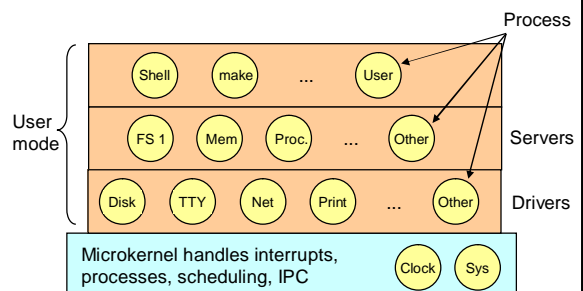 Process
Shell make ... User
User
mode
FS 1 Mem Proc. ... Other Servers
Disk TTY Net Print ... Other Drivers
Microkernel handles interrupts,
processes, scheduling, IPC
Clock Sys